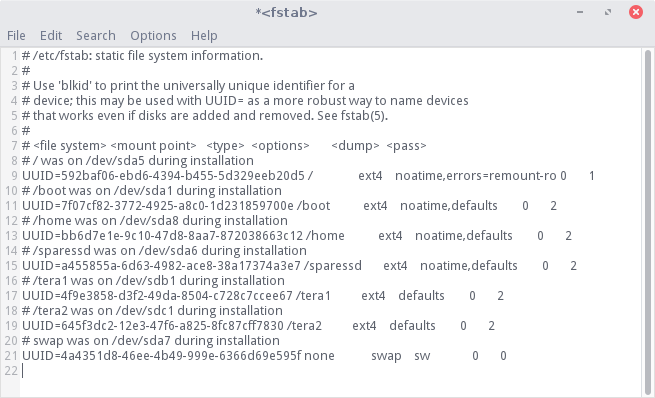 *<fstab>
File Edit Search Options Help
1 # /etc/fstab: static file system information.
2 #
3 # Use 'blkid' to print the universally unique identifier for a
4 # device; this may be used with UUID= as a more robust way to name devices
5 # that works even if disks are added and removed. See fstab(5).
6 #
7 # <file system> <mount point> <type> <options> <dump> <pass>
8 # / was on /dev/sda5 during installation
9 UUID=592baf06-ebd6-4394-b455-5d329eeb20d5 / ext4 noatime,errors=remount-ro 0 1
10 # /boot was on /dev/sda1 during installation
11 UUID=7f07cf82-3772-4925-a8c0-1d231859700e /boot ext4 noatime,defaults 0 2
12 # /home was on /dev/sda8 during installation
13 UUID=bb6d7e1e-9c10-47d8-8aa7-872038663c12 /home ext4 noatime,defaults 0 2
14 # /sparessd was on /dev/sda6 during installation
15 UUID=a455855a-6d63-4982-ace8-38a17374a3e7 /sparessd ext4 noatime,defaults 0 2
16 # /tera1 was on /dev/sdb1 during installation
17 UUID=4f9e3858-d3f2-49da-8504-c728c7ccee67 /tera1 ext4 defaults 0 2
18 # /tera2 was on /dev/sdc1 during installation
19 UUID=645f3dc2-12e3-47f6-a825-8fc87cff7830 /tera2 ext4 defaults 0 2
20 # swap was on /dev/sda7 during installation
21 UUID=4a4351d8-46ee-4b49-999e-6366d69e595f none swap sw 0 0
22